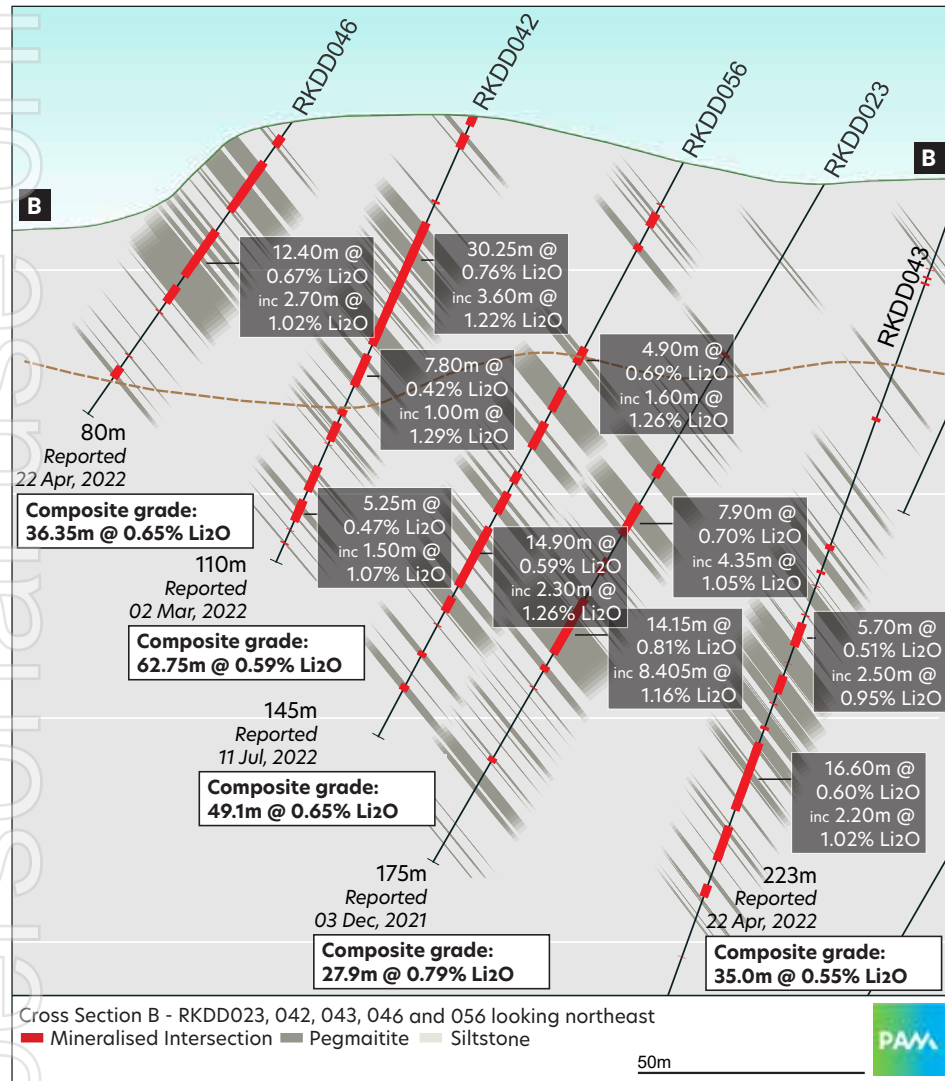 RKDD046
RKDD042
RKDD056
RKDD023
RKDD043
B
B
12.40m @
0.67% Li2O
inc 2.70m @
1.02% Li2O
30.25m @
0.76% Li2O
inc 3.60m @
1.22% Li2O
7.80m @
0.42% Li2O
inc 1.00m @
1.29% Li2O
4.90m @
0.69% Li2O
inc 1.60m @
1.26% Li2O
5.25m @
0.47% Li2O
inc 1.50m @
1.07% Li2O
14.90m @
0.59% Li2O
inc 2.30m @
1.26% Li2O
7.90m @
0.70% Li2O
inc 4.35m @
1.05% Li2O
14.15m @
0.81% Li2O
inc 8.405m @
1.16% Li2O
5.70m @
0.51% Li2O
inc 2.50m @
0.95% Li2O
16.60m @
0.60% Li2O
inc 2.20m @
1.02% Li2O
80m
Reported
22 Apr, 2022
Composite grade:
36.35m @ 0.65% Li2O
110m
Reported
02 Mar, 2022
Composite grade:
62.75m @ 0.59% Li2O
145m
Reported
11 Jul, 2022
Composite grade:
49.1m @ 0.65% Li2O
175m
Reported
03 Dec, 2021
Composite grade:
27.9m @ 0.79% Li2O
223m
Reported
22 Apr, 2022
Composite grade:
35.0m @ 0.55% Li2O
Cross Section B - RKDD023, 042, 043, 046 and 056 looking northeast
Mineralised Intersection Pegmaitite Siltstone
50m
PAM